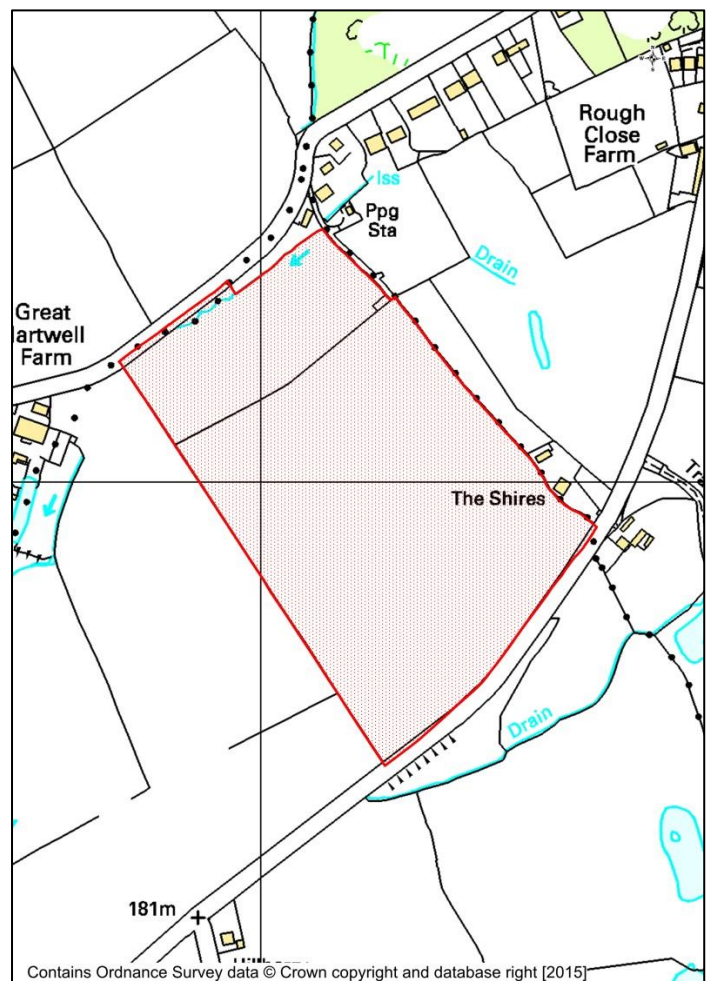 Rough
Close
Farm
Iss
Ppg
Sta
Drain
Great
Hartwell
Farm
The Shires
Drain
181m
Contains Ordnance Survey data © Crown copyright and database right [2015]